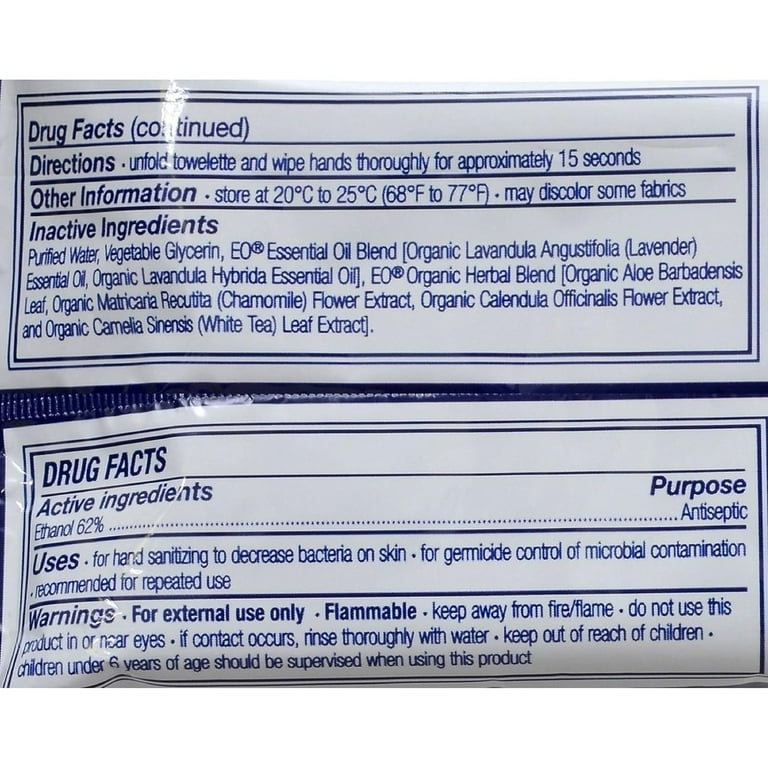 Drug Facts (continued)
Directions · unfold towelette and wipe hands thoroughly for approximately 15 seconds
Other Information · store at 20°C to 25°C (68°F to 77°F) · may discolor some fabrics
Inactive Ingredients
Purified Water, Vegetable Glycerin, EO® Essential Oil Blend [Organic Lavandula Angustifolia (Lavender)
Essential Oil, Organic Lavandula Hybrida Essential Oil], EO® Organic Herbal Blend [Organic Aloe Barbadensis
Leaf, Organic Matricaria Recutita (Chamomile) Flower Extract, Organic Calendula Officinalis Flower Extract,
and Organic Camelia Sinensis (White Tea) Leaf Extract].
DRUG FACTS
Active ingredients Purpose
Ethanol 62% ........ Antiseptic
Uses · for hand sanitizing to decrease bacteria on skin · for germicide control of microbial contamination
· recommended for repeated use
Warnings · For external use only · Flammable · keep away from fire/flame · do not use this
product in or near eyes · if contact occurs, rinse thoroughly with water · keep out of reach of children ·
children under 6 years of age should be supervised when using this product